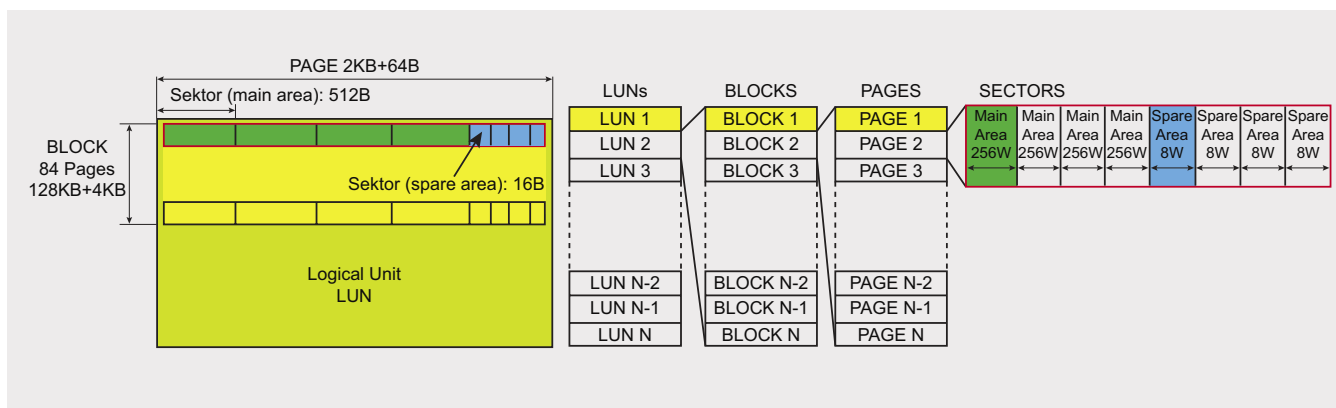 PAGE 2KB+64B
Sektor (main area): 512B
BLOCK
84 Pages
128KB+4KB
Sektor (spare area): 16B
Logical Unit
LUN
LUNs
LUN 1
LUN 2
LUN 3
LUN N-2
LUN N-1
LUN N
BLOCKS
BLOCK 1
BLOCK 2
BLOCK 3
BLOCK N-2
BLOCK N-1
BLOCK N
PAGES
PAGE 1
PAGE 2
PAGE 3
PAGE N-2
PAGE N-1
PAGE N
SECTORS
Main Area 256W
Main Area 256W
Main Area 256W
Main Area 256W
Spare Area 8W
Spare Area 8W
Spare Area 8W
Spare Area 8W